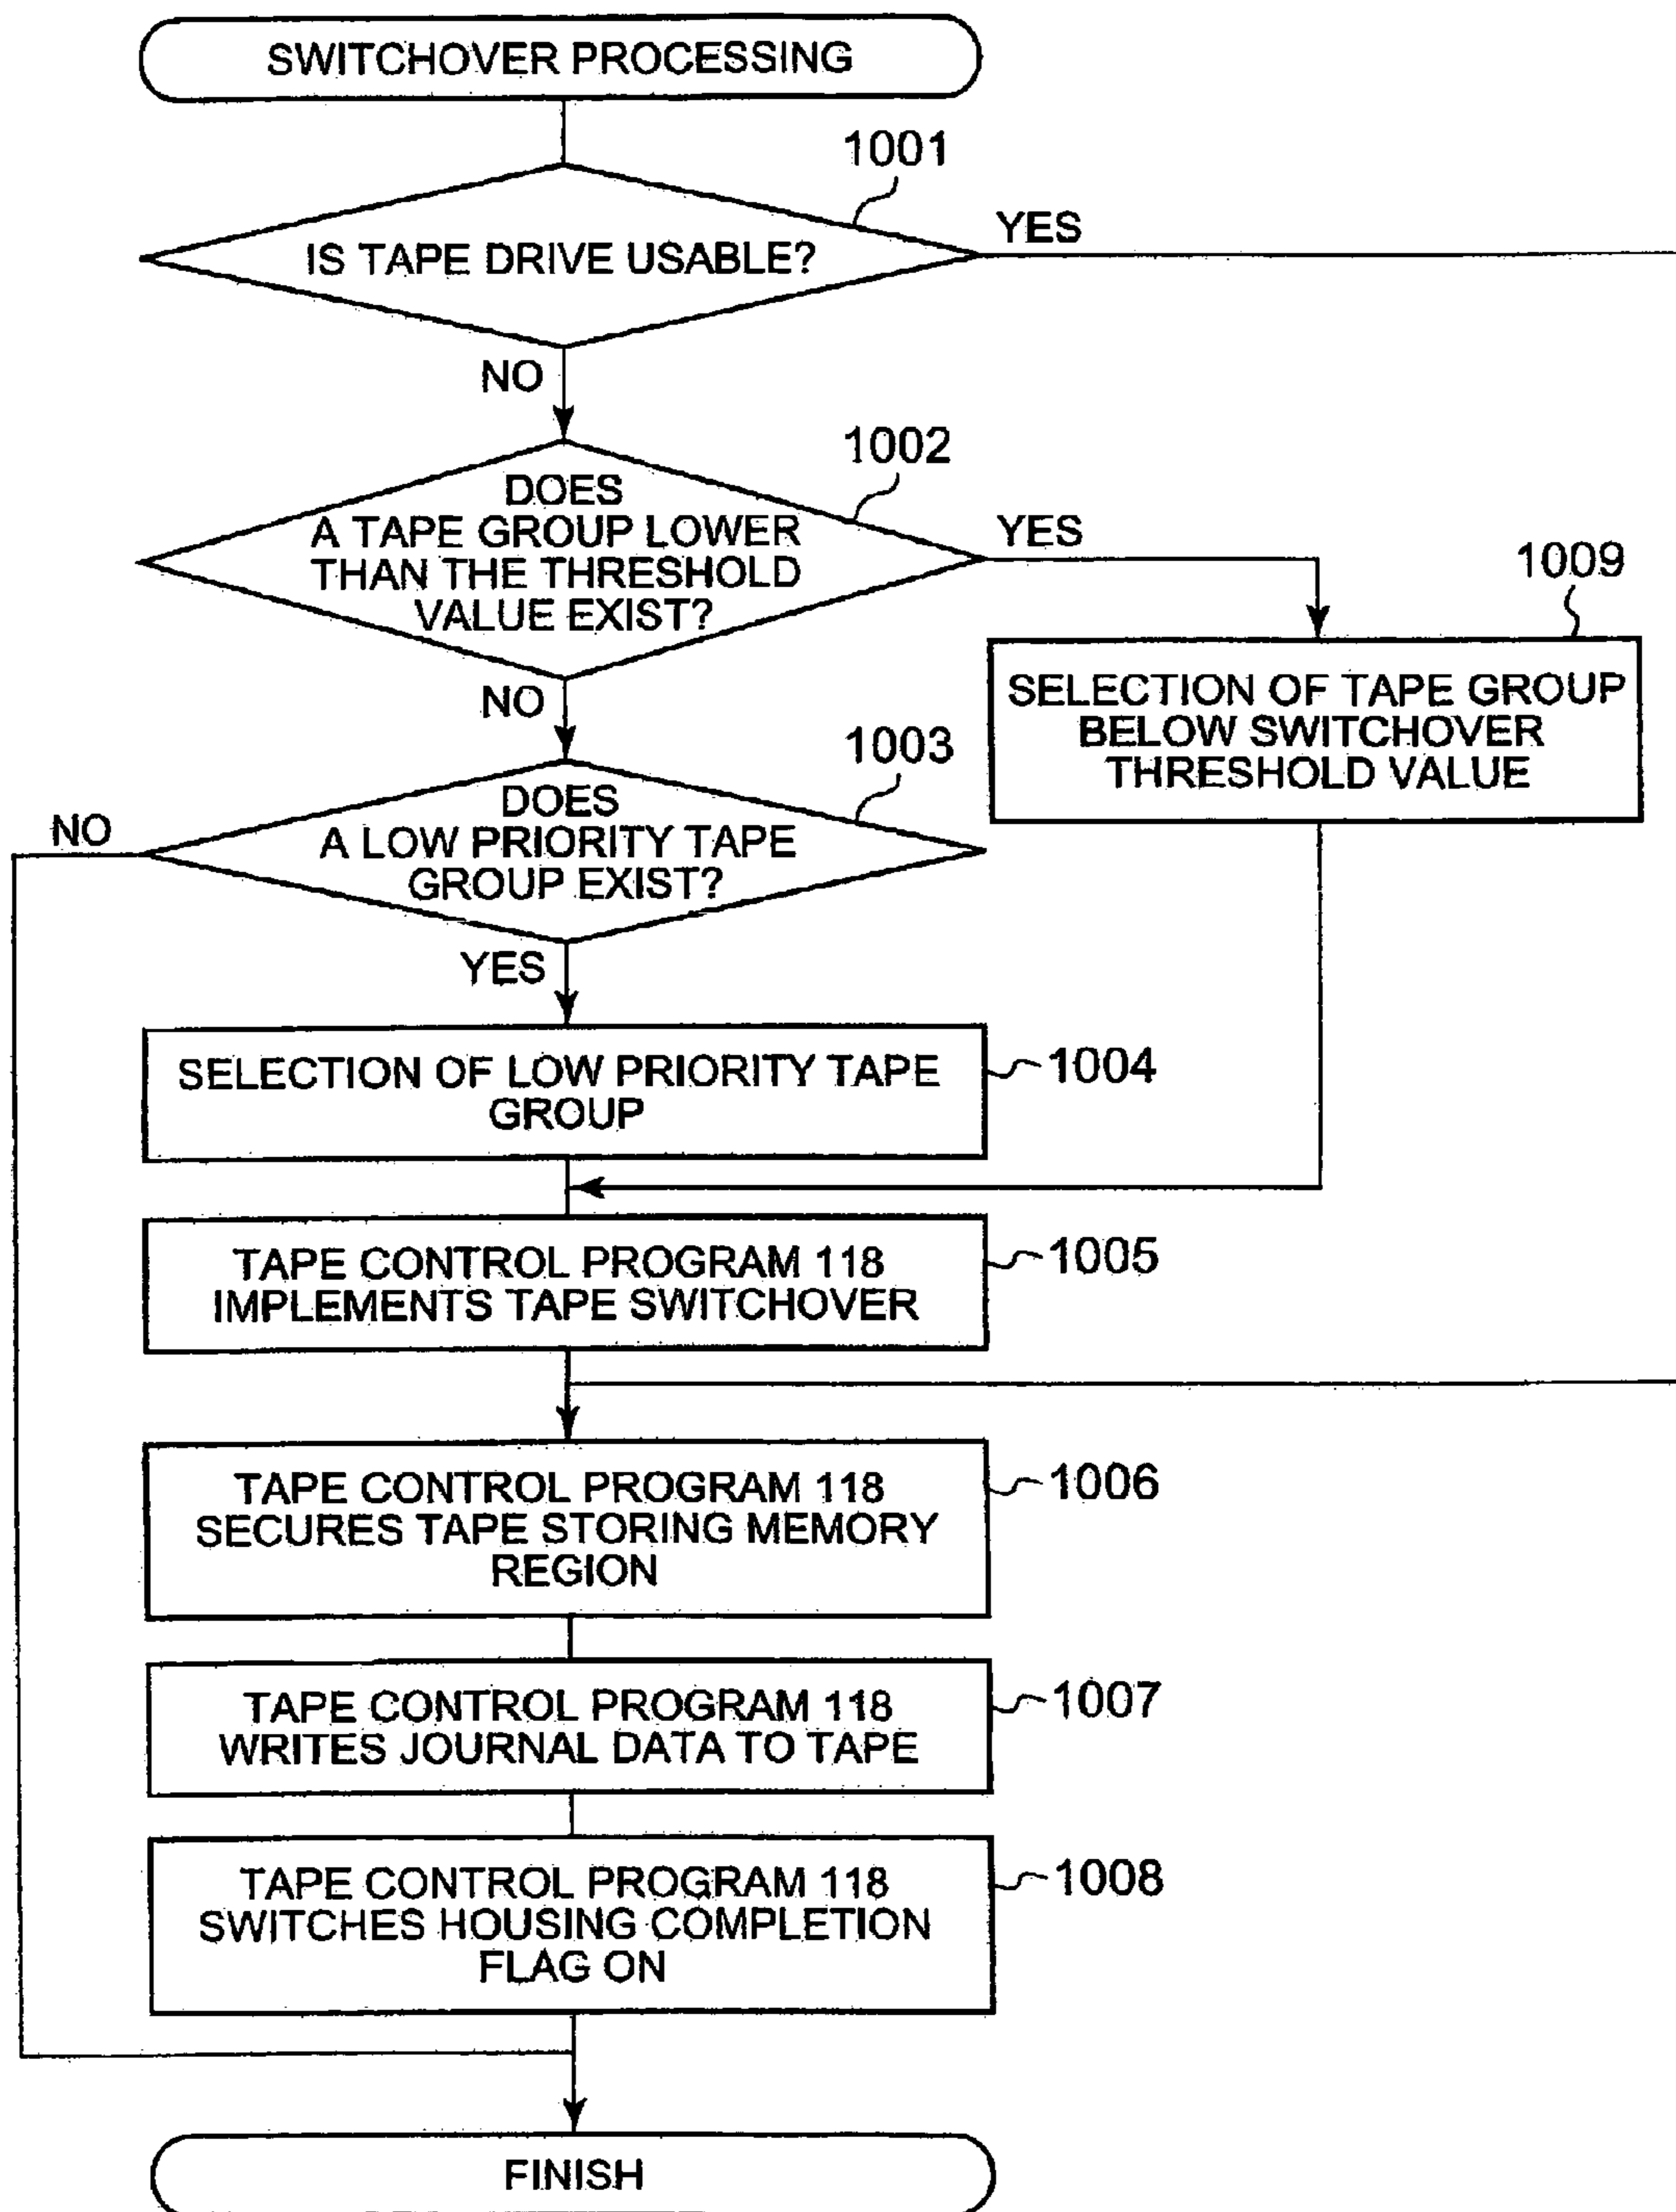 SWITCHOVER PROCESSING
1001
IS TAPE DRIVE USABLE?
YES
NO
1002
DOES
A TAPE GROUP LOWER
THAN THE THRESHOLD
VALUE EXIST?
YES
NO
1009
SELECTION OF TAPE GROUP
BELOW SWITCHOVER
THRESHOLD VALUE
1003
DOES
A LOW PRIORITY TAPE
GROUP EXIST?
NO
YES
SELECTION OF LOW PRIORITY TAPE
GROUP
1004
TAPE CONTROL PROGRAM 118
IMPLEMENTS TAPE SWITCHOVER
1005
TAPE CONTROL PROGRAM 118
SECURES TAPE STORING MEMORY
REGION
1006
TAPE CONTROL PROGRAM 118
WRITES JOURNAL DATA TO TAPE
1007
TAPE CONTROL PROGRAM 118
SWITCHES HOUSING COMPLETION
FLAG ON
1008
FINISH